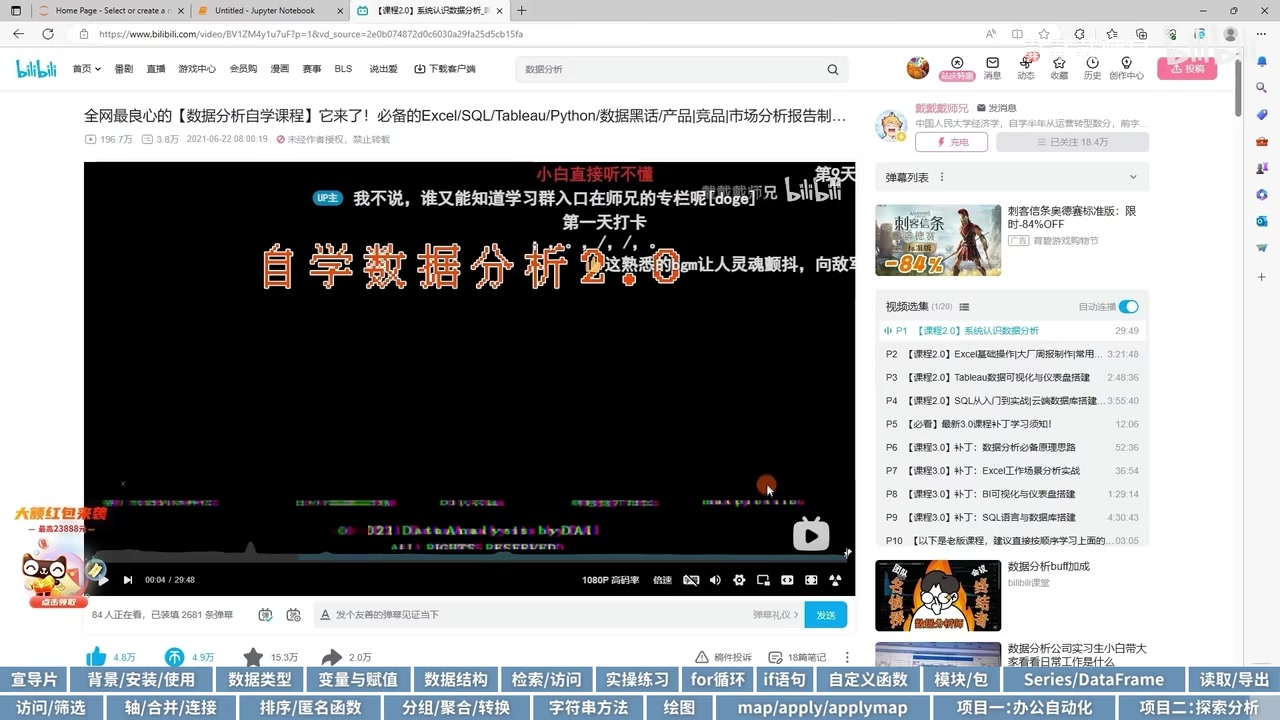 Home Page - Select or create a n
Untitled - Jupyter Notebook
【课程2.0】系统认识数据分析_
https://www.bilibili.com/video/BV1ZM4y1u7uF?p=1&vd_source=2e0b074872d0c6030a29fa25d5cb15fa
bilibili 首页 番剧 直播 游戏中心 会员购 漫画 赛事 BLS 说出姬 下载客户端
数据分析
站庆特惠 消息 动态 收藏 历史 创作中心 投稿
全网最良心的【数据分析自学课程】它来了！必备的Excel/SQL/Tableau/Python/数据黑话/产品|竞品|市场分析报告制...
196.7万 3.8万 2021-06-22 08:10:19 未经作者授权，禁止转载
小白直接听不懂
第9天
UP主 我不说，谁又能知道学习群入口在师兄的专栏呢[doge]
戴戴戴师兄 bilibili
第一天打卡
自学数据分析2.0
这熟悉的bgm让人灵魂颤抖，向敌军
2021 DataAnalysis by DAI
ALL RIGHTS RESERVED
00:04 / 29:48
1080P 高码率 倍速
84 人正在看，已装填 2681 条弹幕
发个友善的弹幕见证当下
弹幕礼仪 >
发送
4.8万 4.9万 15.3万 2.0万
稿件投诉 18篇笔记
大额红包来袭
最高23888元
点击领取
戴戴戴师兄 发消息
中国人民大学经济学，自学半年从运营转型数分，前字...
充电
已关注 18.4万
弹幕列表
刺客信条
奥德赛
标准版
-84%
刺客信条奥德赛标准版：限
时-84%OFF
广告 育碧游戏购物节
视频选集 (1/20)
自动连播
P1 【课程2.0】系统认识数据分析 29:49
P2 【课程2.0】Excel基础操作|大厂周报制作|常用... 3:21:48
P3 【课程2.0】Tableau数据可视化与仪表盘搭建 2:48:36
P4 【课程2.0】SQL从入门到实战|云端数据库搭建... 3:55:40
P5 【必看】最新3.0课程补丁学习须知！ 12:06
P6 【课程3.0】补丁：数据分析必备原理思路 52:36
P7 【课程3.0】补丁：Excel工作场景分析实战 36:54
P8 【课程3.0】补丁：BI可视化与仪表盘搭建 1:29:14
P9 【课程3.0】补丁：SQL语言与数据库搭建 4:30:43
P10 【以下是老版课程，建议直接按顺序学习上面的... 03:05
数据分析师
数据分析buff加成
bilibili课堂
数据分析公司实习生小白带大
家看看日常工作是什么
宣导片 背景/安装/使用 数据类型 变量与赋值 数据结构 检索/访问 实操练习 for循环 if语句 自定义函数 模块/包 Series/DataFrame 读取/导出
访问/筛选 轴/合并/连接 排序/匿名函数 分组/聚合/转换 字符串方法 绘图 map/apply/applymap 项目一:办公自动化 项目二:探索分析